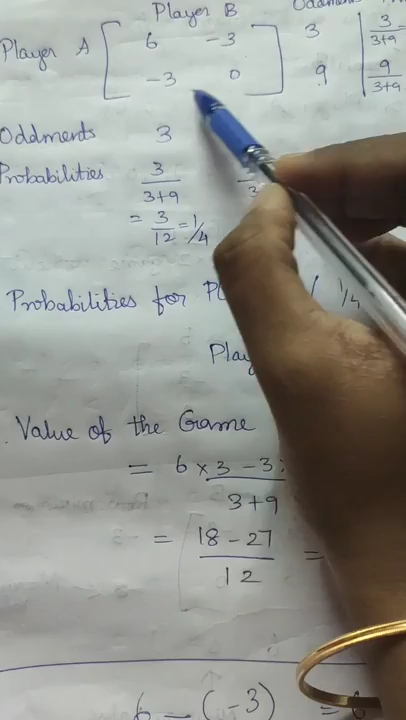 Player B
Player A [ 6 -3 ] 3 | 3/3+9
[ -3 0 ] 9 | 9/3+9
Oddments 3
Probabilities 3/3+9
= 3/12 = 1/4
Probabilities for 1/4
Value of the Game
= 6 × 3 - 3
3+9
= 18 - 27
12 =
6 - (-3) =